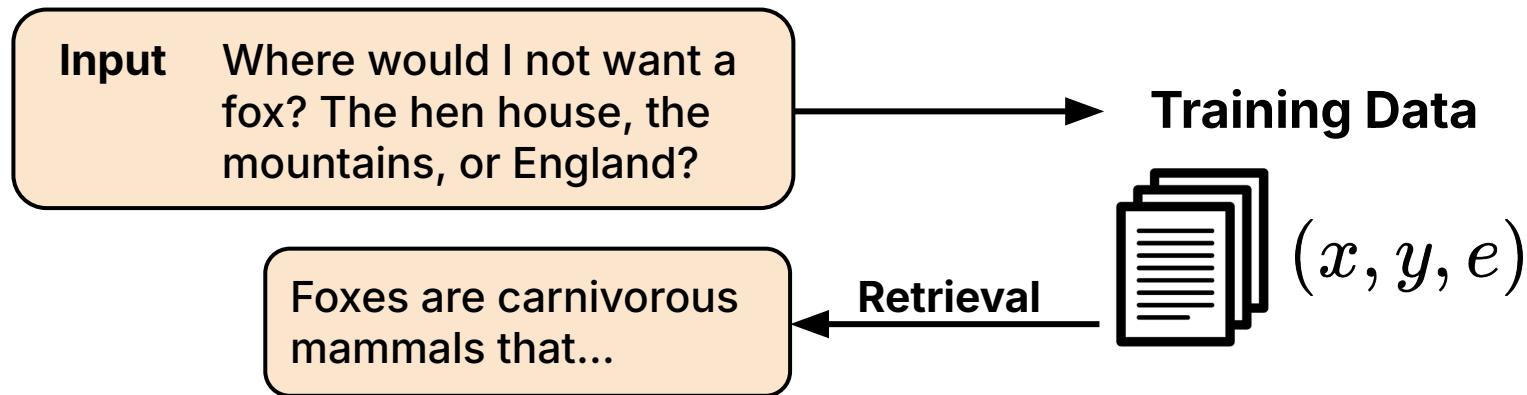 Input
Where would I not want a
fox? The hen house, the
mountains, or England?
Training Data
(x, y, e)
Retrieval
Foxes are carnivorous
mammals that...